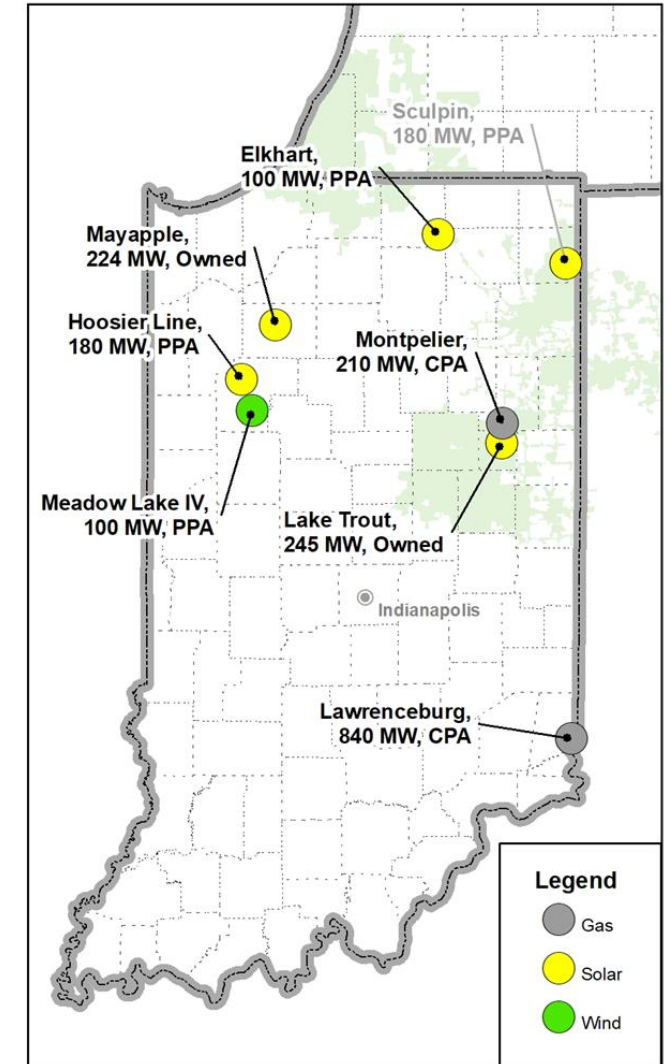 Sculpin,
180 MW, PPA
Elkhart,
100 MW, PPA
Mayapple,
224 MW, Owned
Hoosier Line,
180 MW, PPA
Montpelier,
210 MW, CPA
Meadow Lake IV,
100 MW, PPA
Lake Trout,
245 MW, Owned
Indianapolis
Lawrenceburg,
840 MW, CPA
Legend
Gas
Solar
Wind